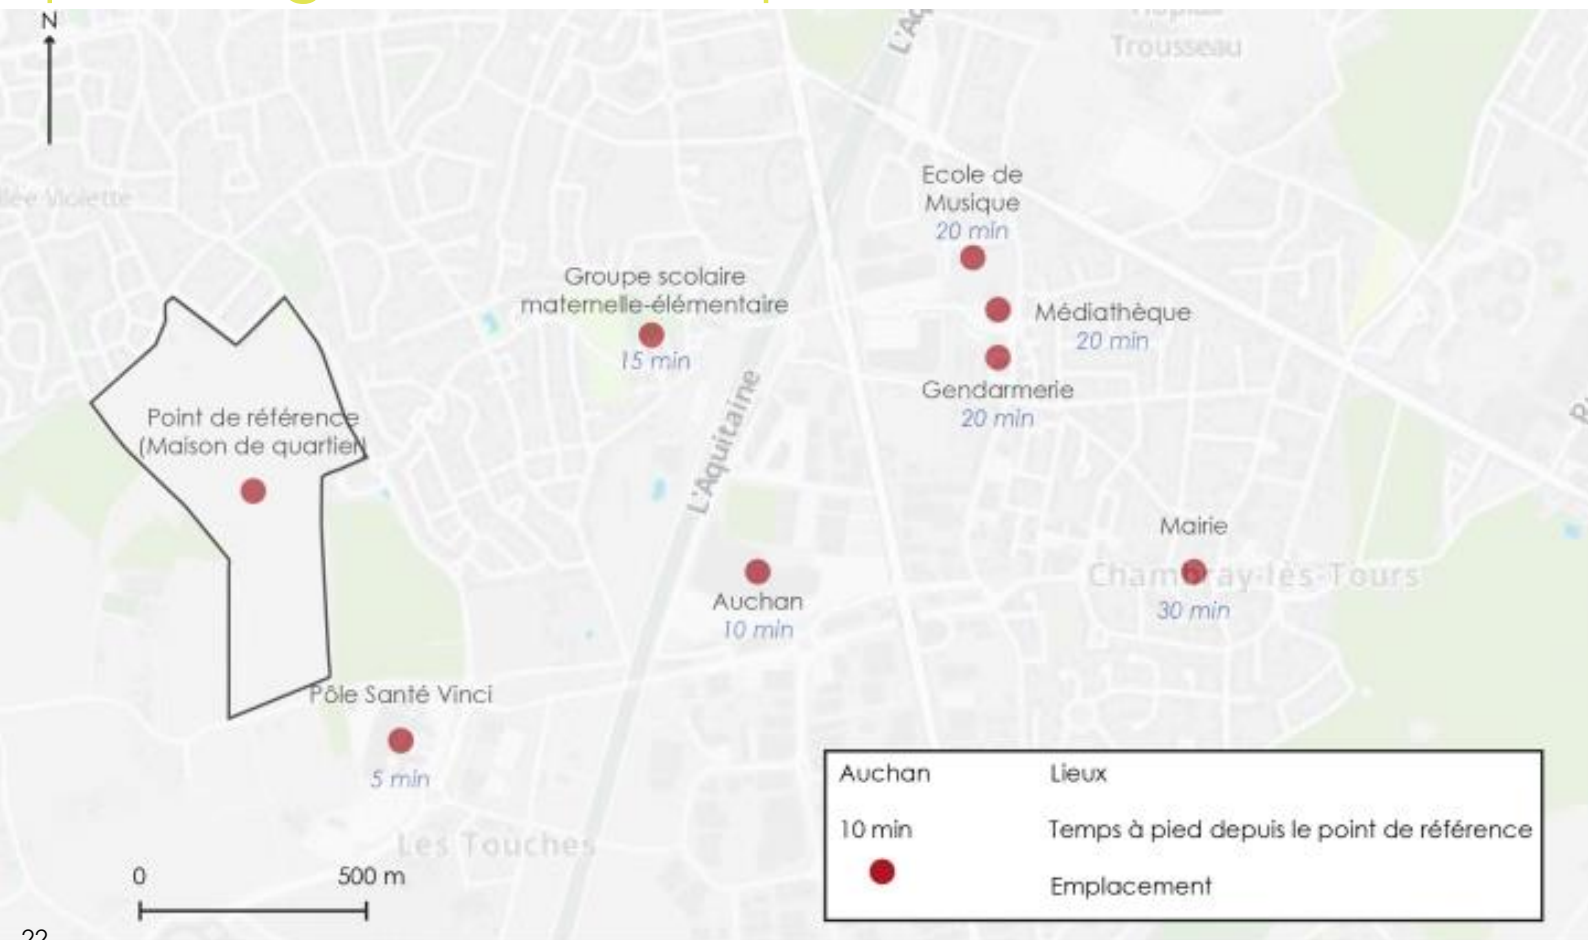 N
L'Aq
Trousseau
Ecole de
Musique
20 min
Groupe scolaire
maternelle-élémentaire
15 min
Médiathèque
20 min
Gendarmerie
20 min
L'Aquitaine
Point de référence
(Maison de quartier)
Mairie
Chambray-lès-Tours
30 min
Auchan
10 min
Pôle Santé Vinci
5 min
Les Touches
0 500 m
Auchan Lieux
10 min Temps à pied depuis le point de référence
Emplacement
22